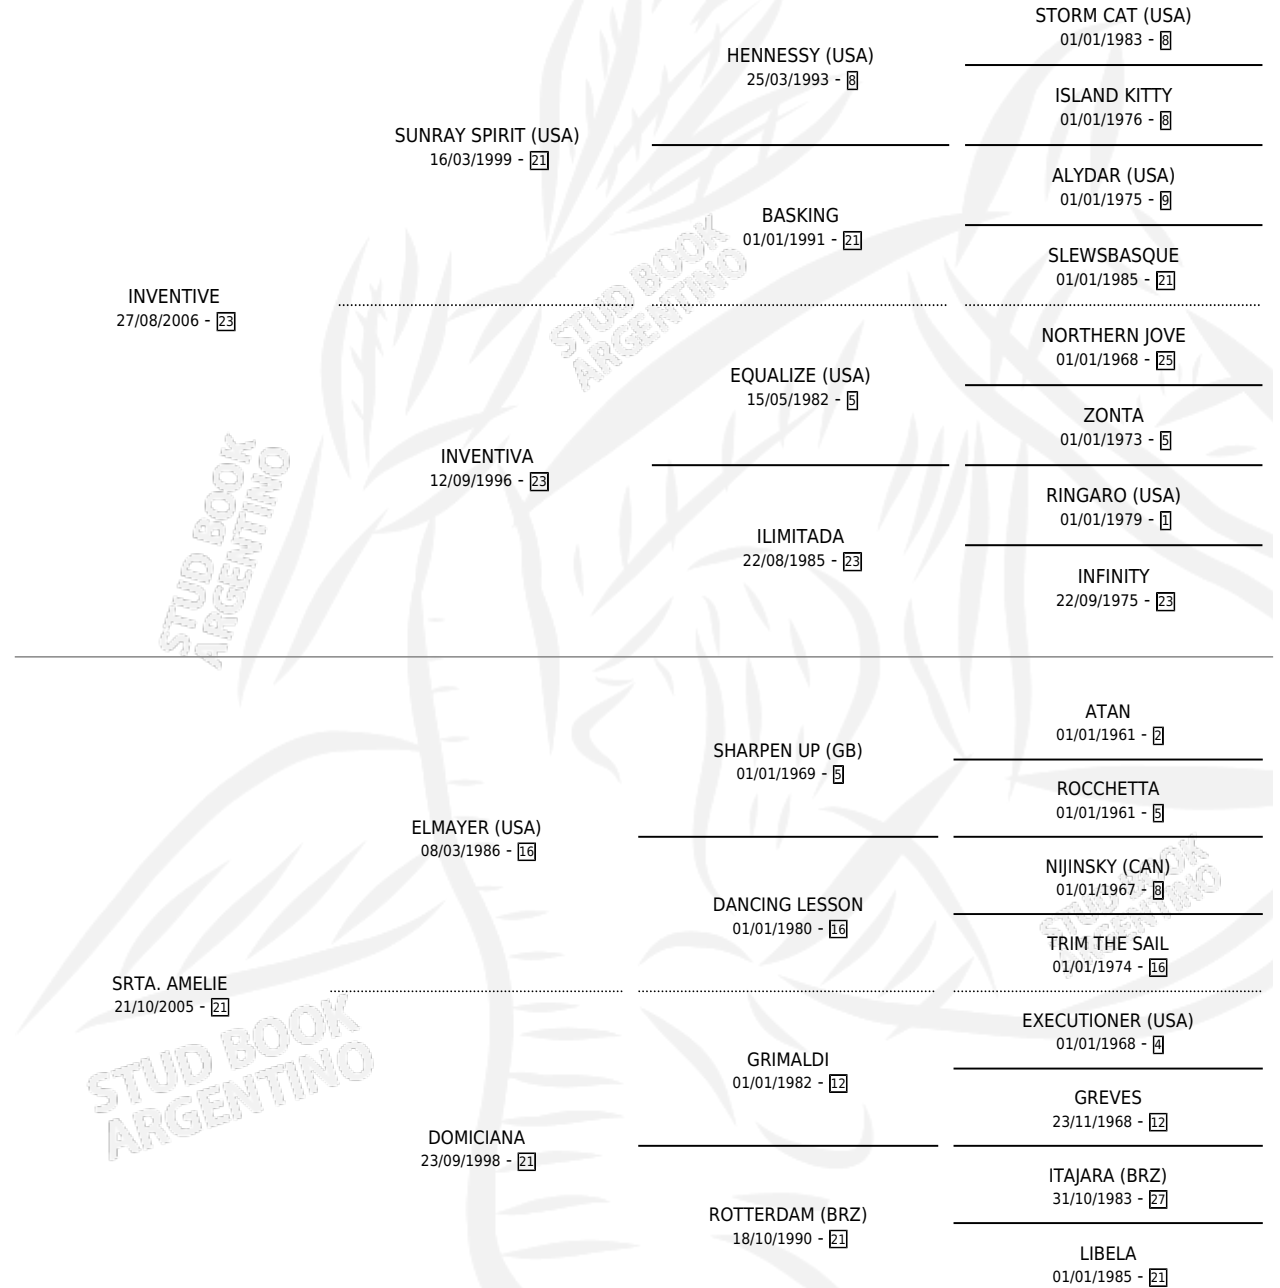 STORM CAT (USA)
01/01/1983 - 8
HENNESSY (USA)
25/03/1993 - 8
ISLAND KITTY
01/01/1976 - 8
SUNRAY SPIRIT (USA)
16/03/1999 - 21
ALYDAR (USA)
01/01/1975 - 9
BASKING
01/01/1991 - 21
SLEWSBASQUE
01/01/1985 - 21
INVENTIVE
27/08/2006 - 23
STUD BOOK
ARGENTINO
NORTHERN JOVE
01/01/1968 - 25
EQUALIZE (USA)
15/05/1982 - 5
ZONTA
01/01/1973 - 5
INVENTIVA
12/09/1996 - 23
RINGARO (USA)
01/01/1979 - 1
ILIMITADA
22/08/1985 - 23
INFINITY
22/09/1975 - 23
STUD BOOK
ARGENTINO
ATAN
01/01/1961 - 2
SHARPEN UP (GB)
01/01/1969 - 5
ROCCHETTA
01/01/1961 - 5
ELMAYER (USA)
08/03/1986 - 16
NIJINSKY (CAN)
01/01/1967 - 8
DANCING LESSON
01/01/1980 - 16
STUD BOOK
ARGENTINO
TRIM THE SAIL
01/01/1974 - 16
SRTA. AMELIE
21/10/2005 - 21
STUD BOOK
ARGENTINO
EXECUTIONER (USA)
01/01/1968 - 4
GRIMALDI
01/01/1982 - 12
GREVES
23/11/1968 - 12
DOMICIANA
23/09/1998 - 21
ITAJARA (BRZ)
31/10/1983 - 27
ROTTERDAM (BRZ)
18/10/1990 - 21
LIBELA
01/01/1985 - 21